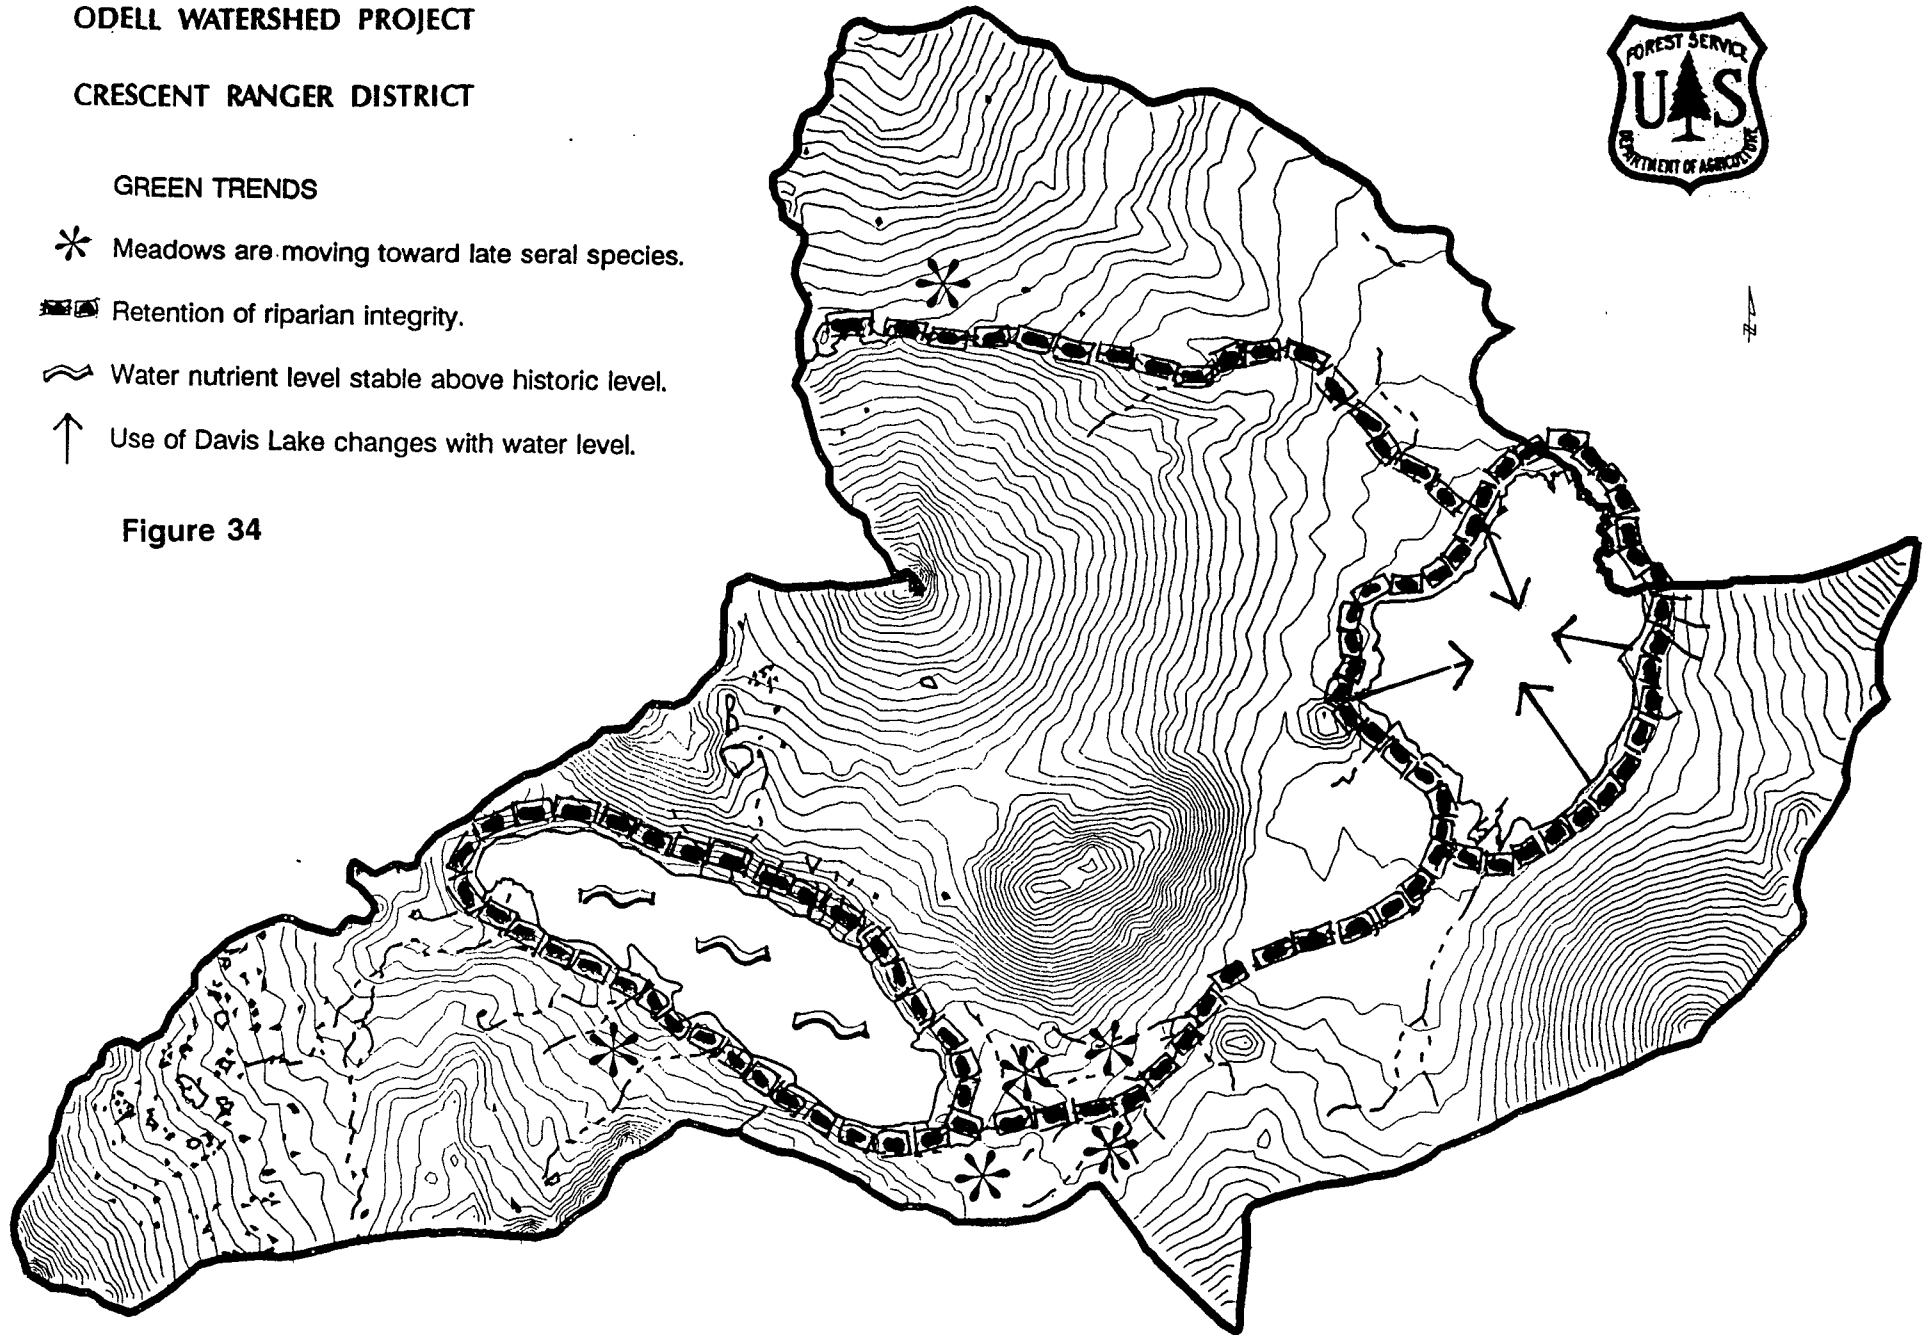 ODELL WATERSHED PROJECT
CRESCENT RANGER DISTRICT
GREEN TRENDS
Meadows are moving toward late seral species.
Retention of riparian integrity.
Water nutrient level stable above historic level.
Use of Davis Lake changes with water level.
Figure 34
FOREST SERVICE
U S
DEPARTMENT OF AGRICULTURE
N